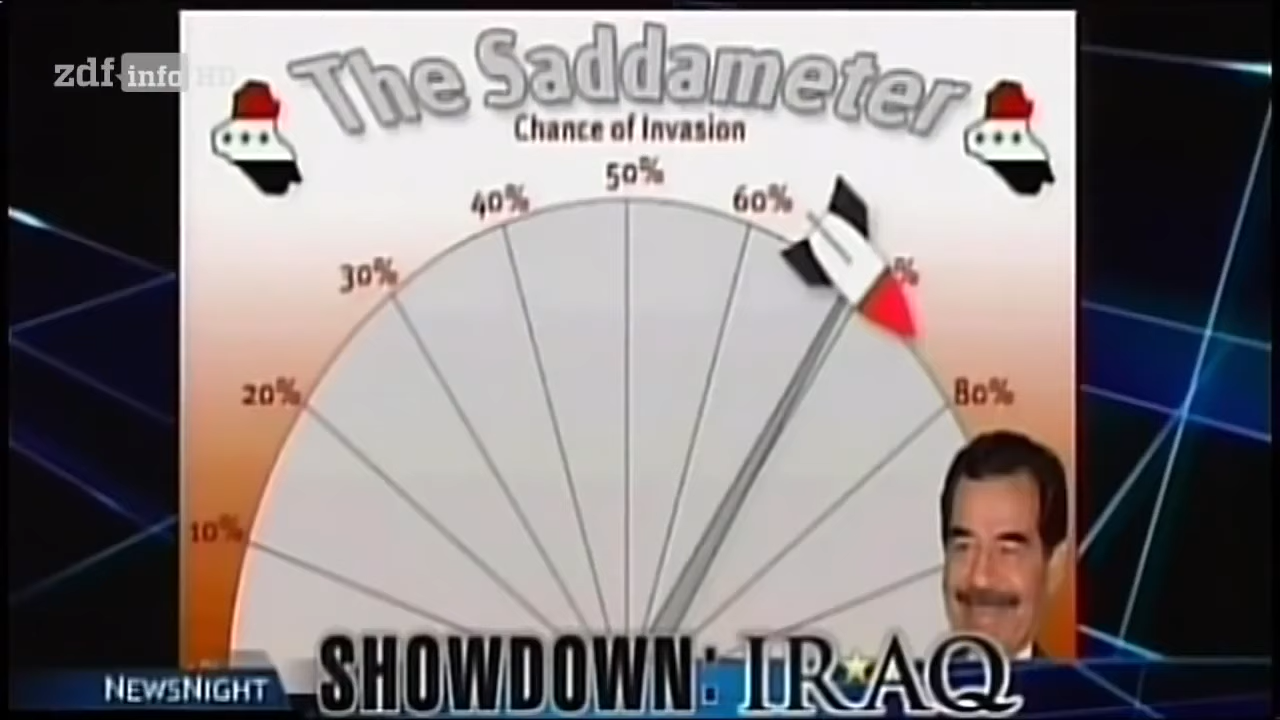 zdf info HD
The Saddameter
Chance of Invasion
50%
40%
60%
30%
%
20%
80%
10%
SHOWDOWN: IRAQ
NEWSNIGHT